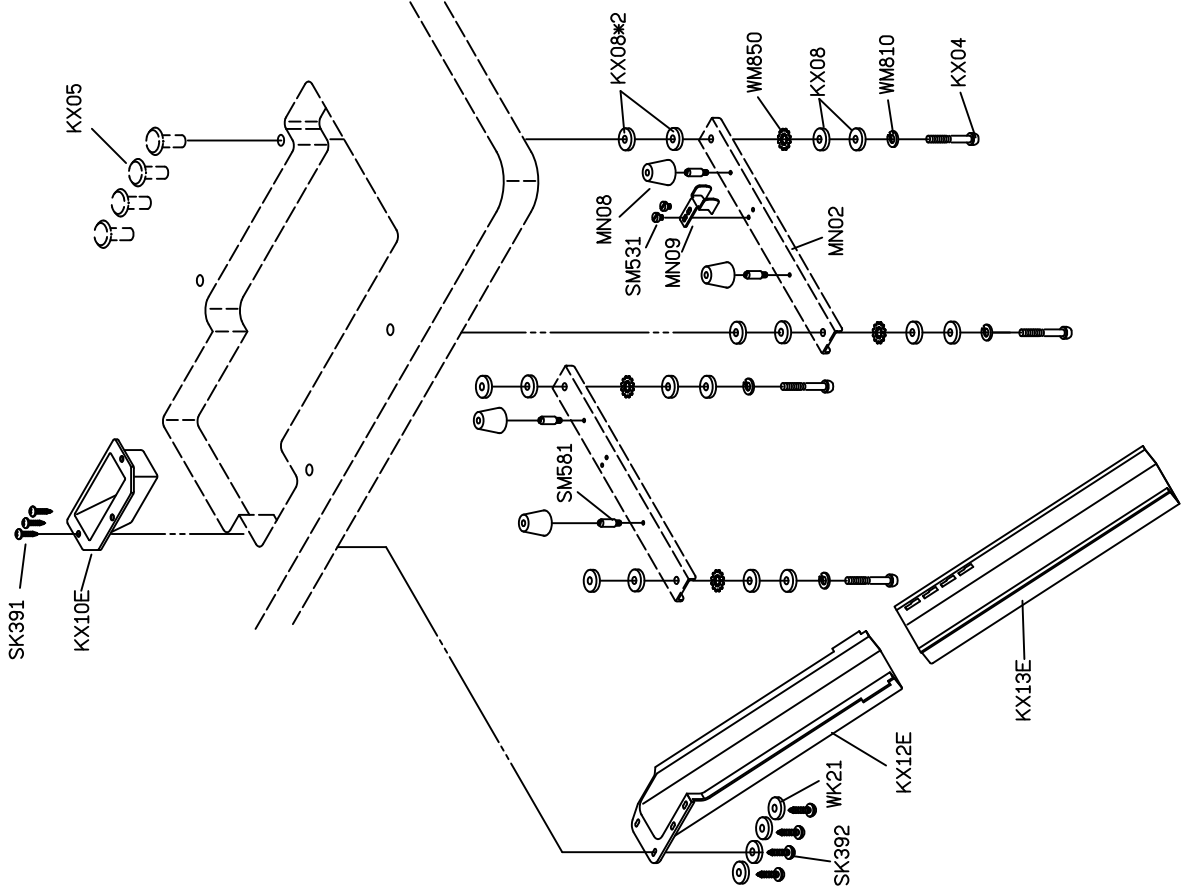 KX05
KX08*2
WM850
KX08
WM810
KX04
MN08
SM531
MN09
MN02
SM581
SK391
KX10E
KX13E
KX12E
WK21
SK392